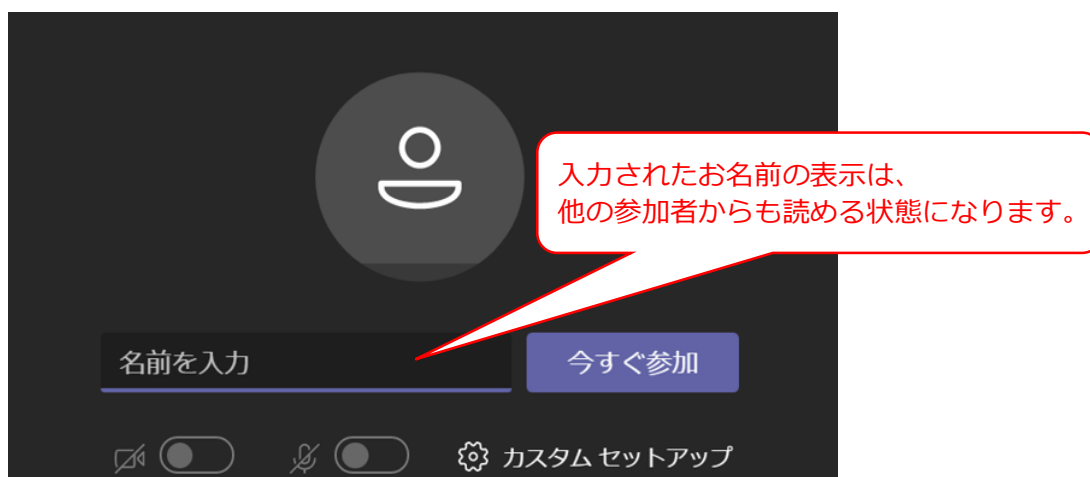 入力されたお名前の表示は、
他の参加者からも読める状態になります。
名前を入力
今すぐ参加
カスタム セットアップ